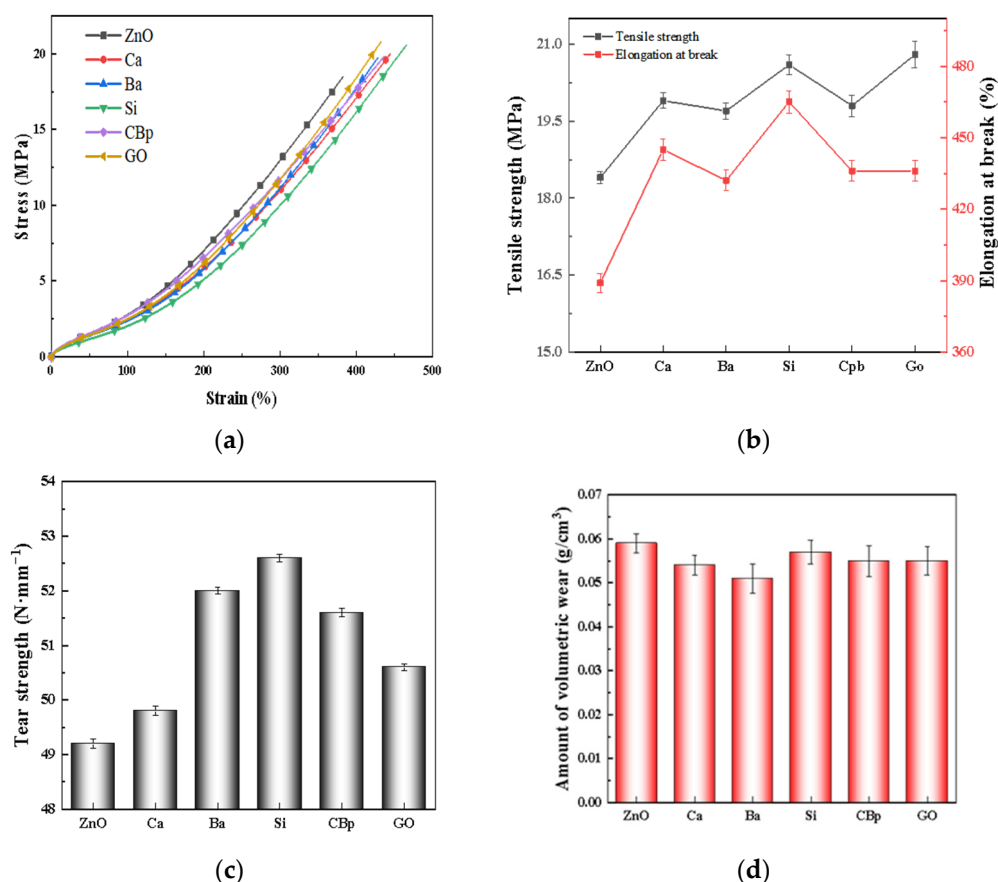 ZnO
Ca
Ba
Si
CBp
GO
Stress (MPa)
20
15
10
5
0
0 100 200 300 400 500
Strain (%)
(a)
Tensile strength
Elongation at break
Tensile strength (MPa)
21.0
19.5
18.0
16.5
15.0
Elongation at break (%)
480
450
420
390
360
ZnO Ca Ba Si Cpb Go
(b)
Tear strength (N·mm−1)
54
53
52
51
50
49
48
ZnO Ca Ba Si CBp GO
(c)
Amount of volumetric wear (g/cm³)
0.07
0.06
0.05
0.04
0.03
0.02
0.01
0.00
ZnO Ca Ba Si CBp GO
(d)